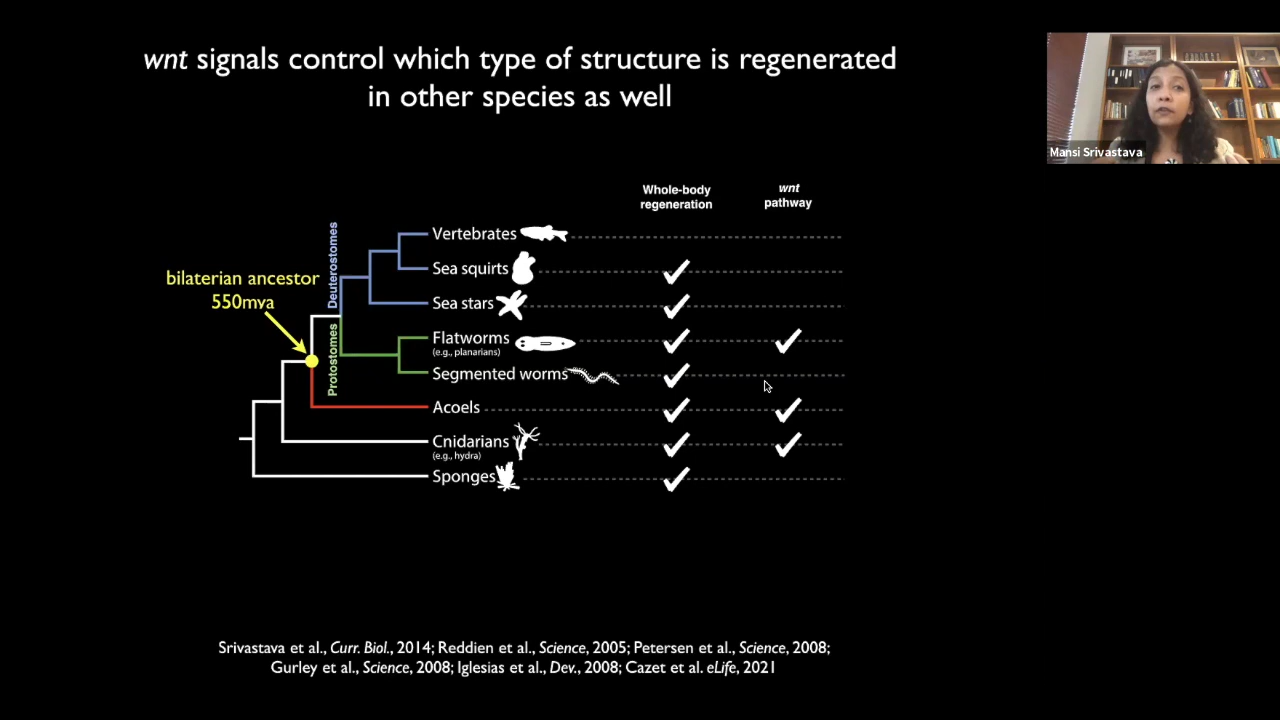 wnt signals control which type of structure is regenerated
in other species as well
Mansi Srivastava
Whole-body
regeneration
wnt
pathway
bilaterian ancestor
550mya
Deuterostomes
Protostomes
Vertebrates
Sea squirts
Sea stars
Flatworms
(e.g., planarians)
Segmented worms
Acoels
Cnidarians
(e.g., hydra)
Sponges
Srivastava et al., Curr. Biol., 2014; Reddien et al., Science, 2005; Petersen et al., Science, 2008;
Gurley et al., Science, 2008; Iglesias et al., Dev., 2008; Cazet et al. eLife, 2021